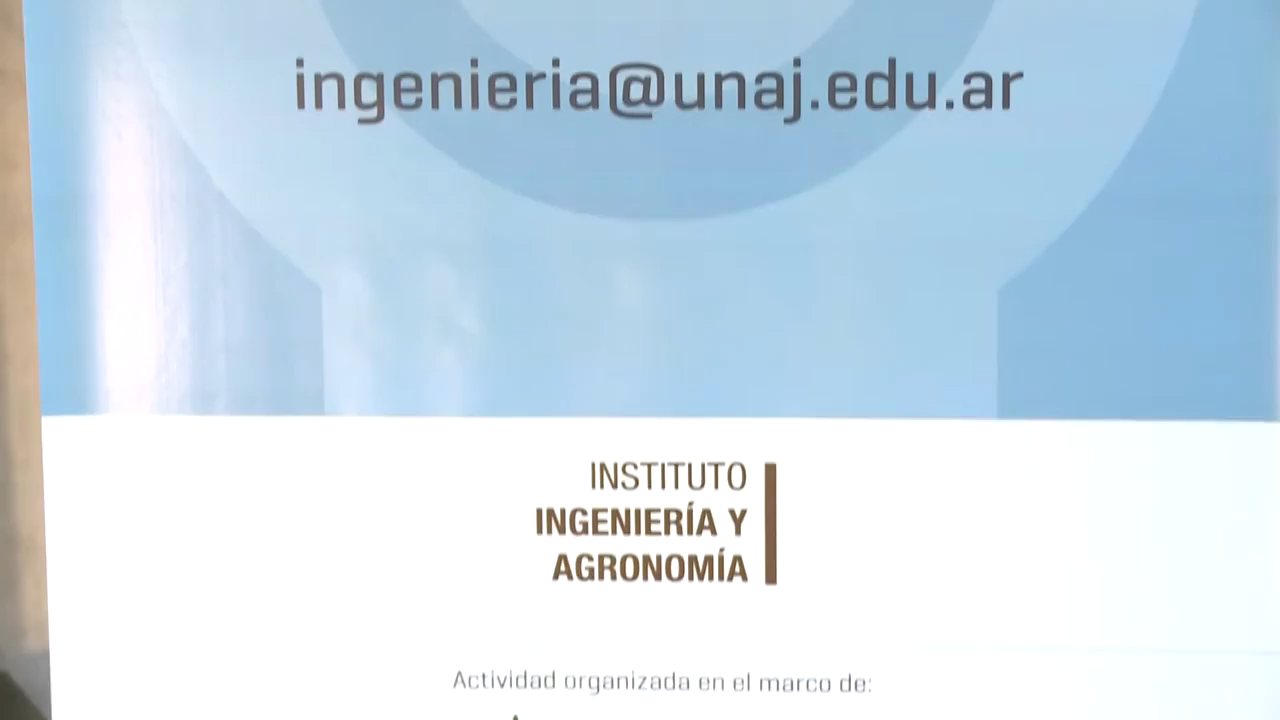 ingenieria@unaj.edu.ar
INSTITUTO
INGENIERÍA Y
AGRONOMÍA
Actividad organizada en el marco de: